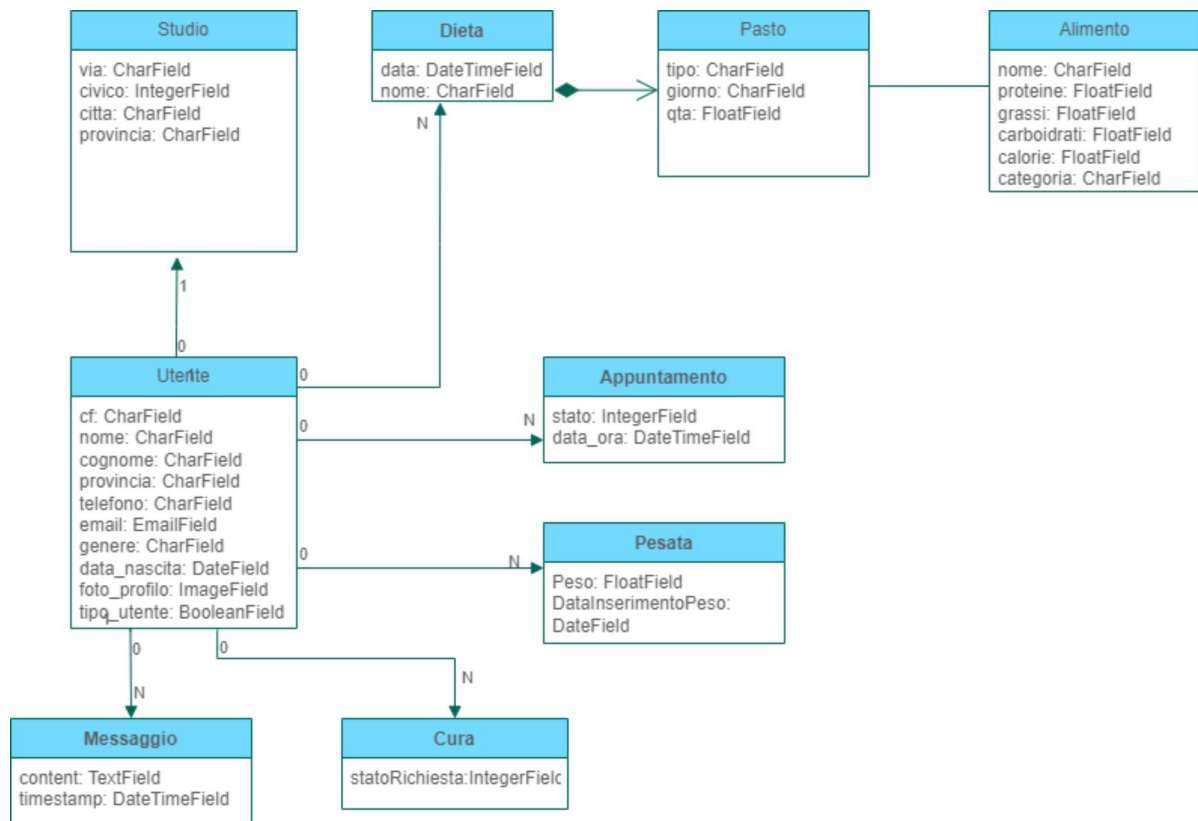 Studio
via: CharField
civico: IntegerField
citta: CharField
provincia: CharField
Dieta
data: DateTimeField
nome: CharField
Pasto
tipo: CharField
giorno: CharField
qta: FloatField
Alimento
nome: CharField
proteine: FloatField
grassi: FloatField
carboidrati: FloatField
calorie: FloatField
categoria: CharField
N
1
0
Utente
1
cf: CharField
nome: CharField
cognome: CharField
provincia: CharField
telefono: CharField
email: EmailField
genere: CharField
data_nascita: DateField
foto_profilo: ImageField
tipo_utente: BooleanField
1
0
0
N
Appuntamento
stato: IntegerField
data_ora: DateTimeField
0
N
Pesata
Peso: FloatField
DataInserimentoPeso:
DateField
0
N
0
N
Messaggio
content: TextField
timestamp: DateTimeField
Cura
statoRichiesta:IntegerField